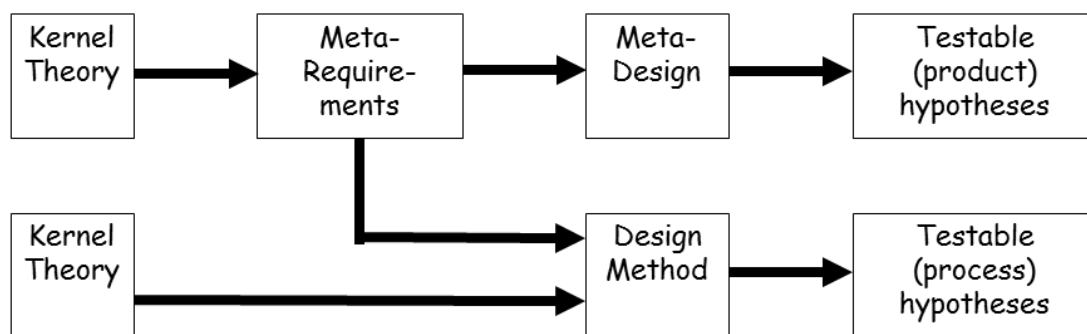 Kernel
Theory
Meta-
Require-
ments
Meta-
Design
Testable
(product)
hypotheses
Kernel
Theory
Design
Method
Testable
(process)
hypotheses